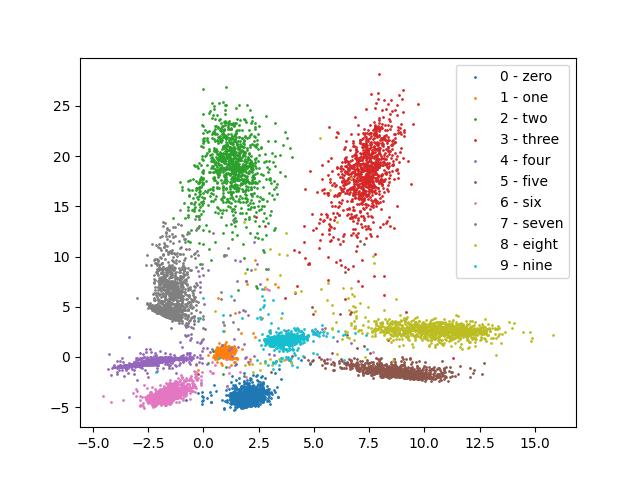 25
20
15
10
5
0
−5
−5.0 −2.5 0.0 2.5 5.0 7.5 10.0 12.5 15.0
0 - zero
1 - one
2 - two
3 - three
4 - four
5 - five
6 - six
7 - seven
8 - eight
9 - nine